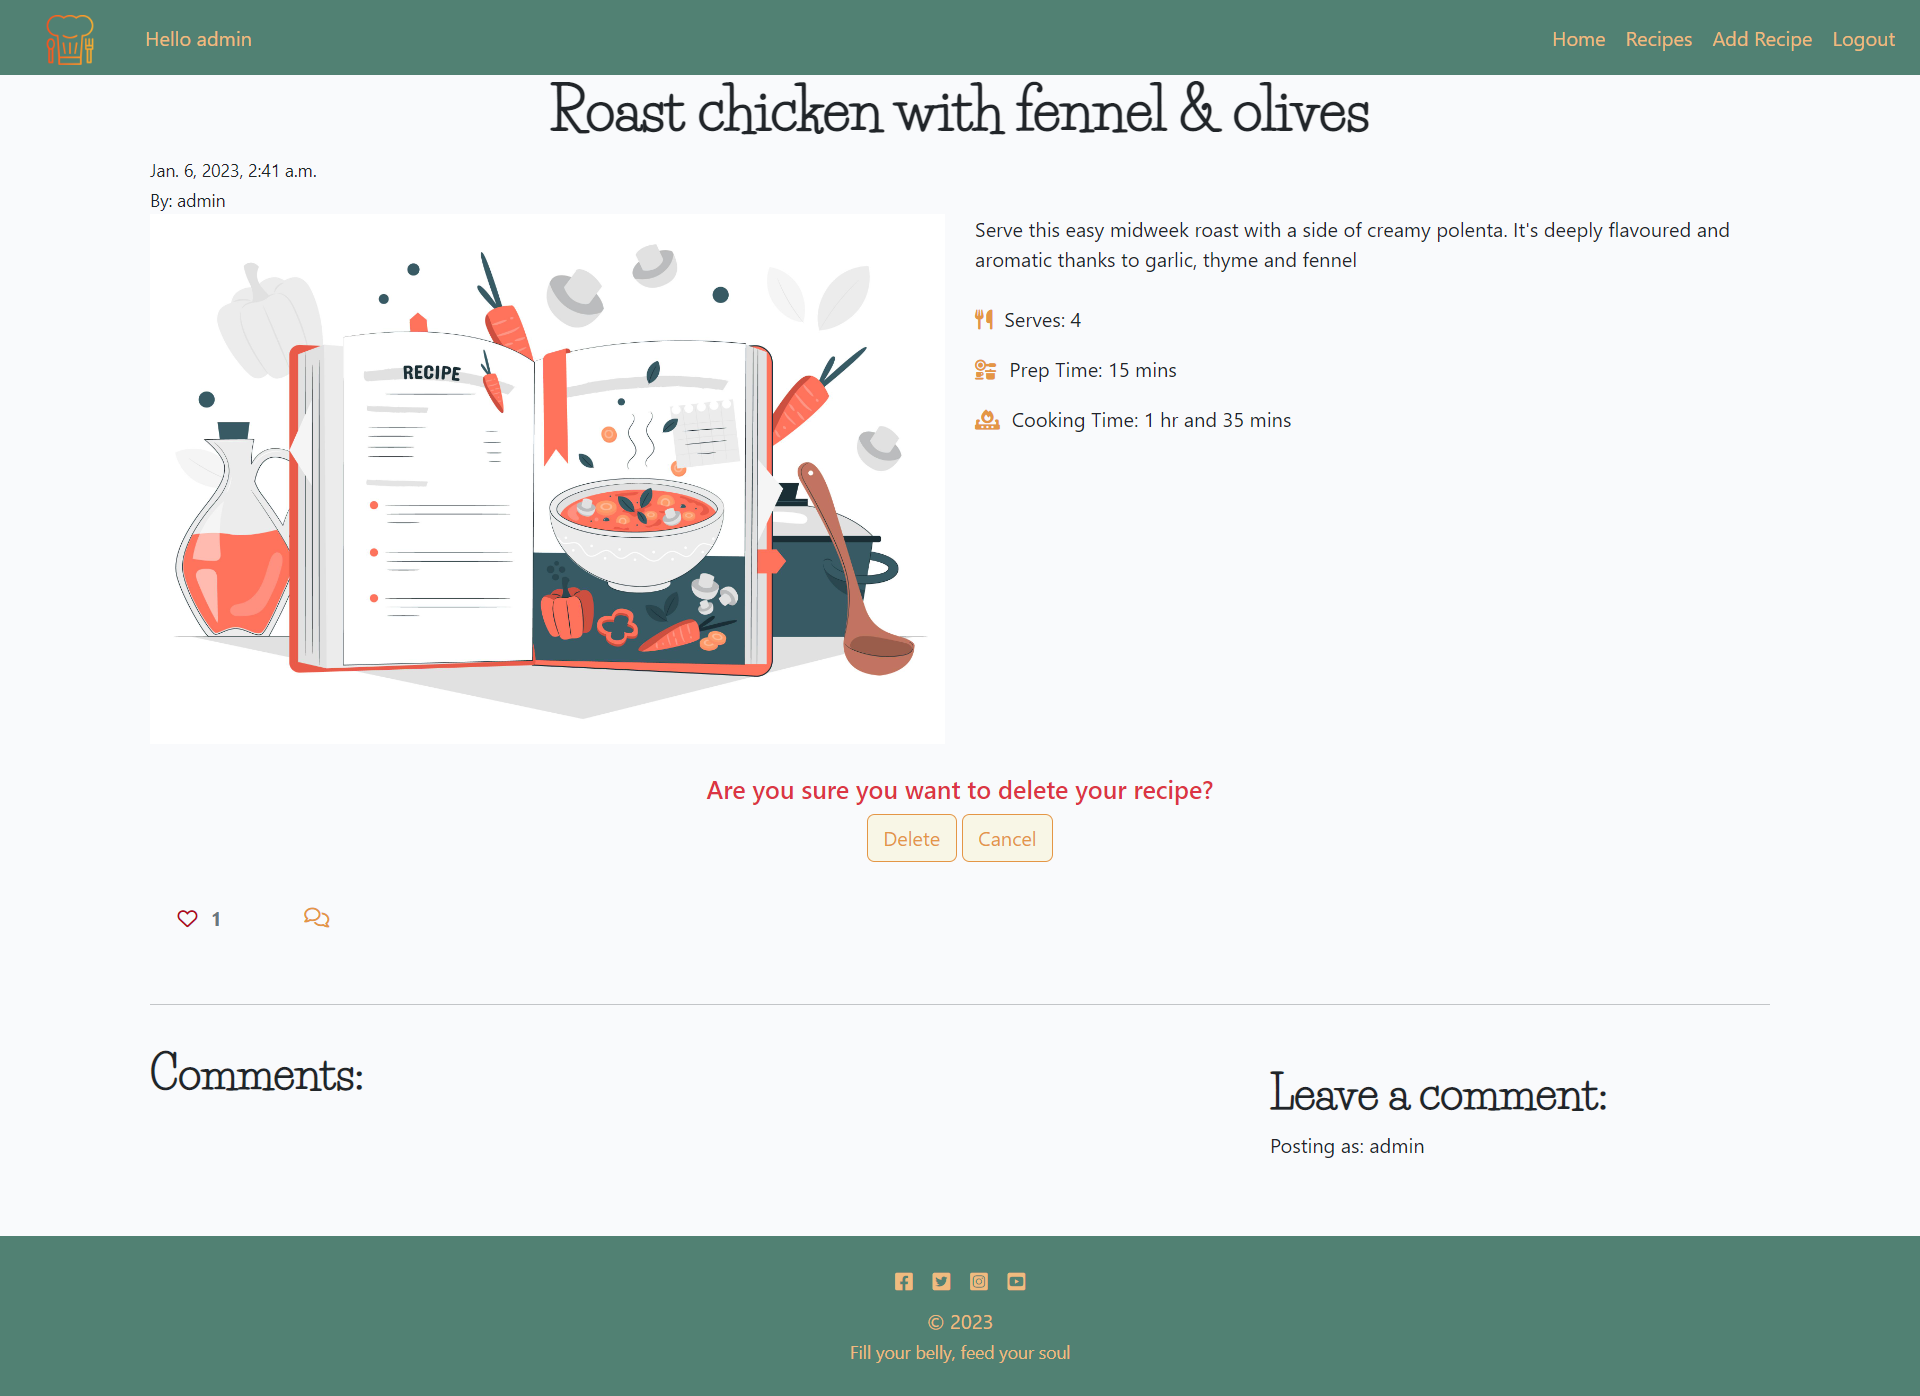 Hello admin
Home Recipes Add Recipe Logout
Roast chicken with fennel & olives
Jan. 6, 2023, 2:41 a.m.
By: admin
RECIPE
Serve this easy midweek roast with a side of creamy polenta. It's deeply flavoured and
aromatic thanks to garlic, thyme and fennel
Serves: 4
Prep Time: 15 mins
Cooking Time: 1 hr and 35 mins
Are you sure you want to delete your recipe?
Delete Cancel
1
Comments:
Leave a comment:
Posting as: admin
© 2023
Fill your belly, feed your soul